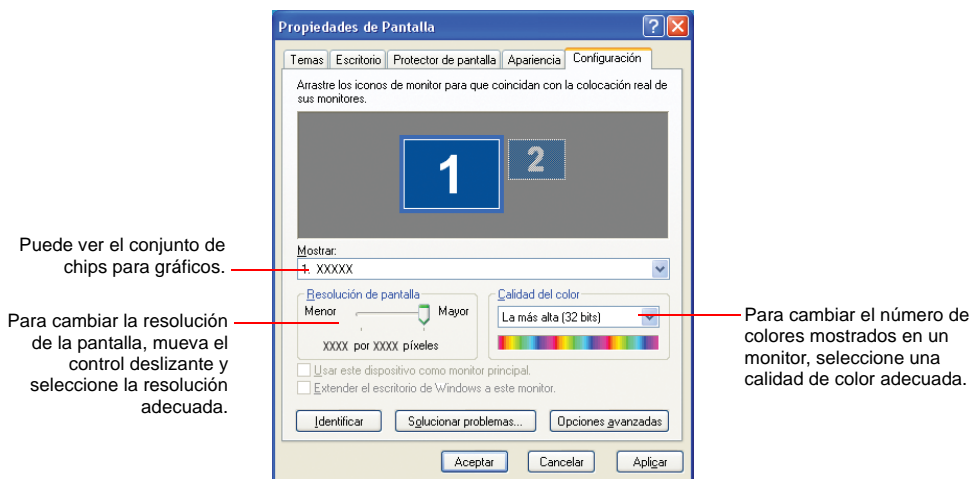 Propiedades de Pantalla
Temas Escritorio Protector de pantalla Apariencia Configuración
Arrastre los iconos de monitor para que coincidan con la colocación real de
sus monitores.
1 2
Mostrar:
1. XXXXX
Puede ver el conjunto de
chips para gráficos.
Resolución de pantalla
Menor Mayor
XXXX por XXXX píxeles
Calidad del color
La más alta (32 bits)
Para cambiar la resolución
de la pantalla, mueva el
control deslizante y
seleccione la resolución
adecuada.
Para cambiar el número de
colores mostrados en un
monitor, seleccione una
calidad de color adecuada.
Usar este dispositivo como monitor principal.
Extender el escritorio de Windows a este monitor.
Identificar Solucionar problemas... Opciones avanzadas
Aceptar Cancelar Aplicar